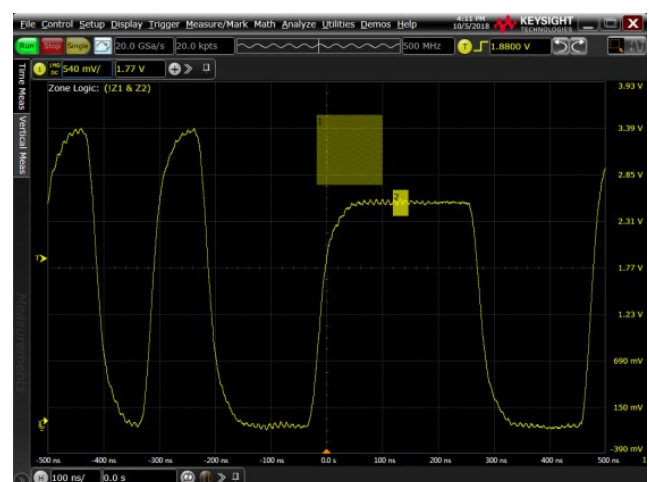 File Control Setup Display Trigger Measure/Mark Math Analyze Utilities Demos Help
4:11 PM
10/5/2018
KEYSIGHT
TECHNOLOGIES
Run Stop Single 20.0 GSa/s 20.0 kpts 500 MHz T 1.8800 V
Time Meas
Vertical Meas
Measurements
1 1MΩ DC 540 mV/ 1.77 V
Zone Logic: (!Z1 & Z2)
1
2
T
3.93 V
3.39 V
2.85 V
2.31 V
1.77 V
1.23 V
690 mV
150 mV
-390 mV
-500 ns -400 ns -300 ns -200 ns -100 ns 0.0 s 100 ns 200 ns 300 ns 400 ns 500 ns 1
H 100 ns/ 0.0 s